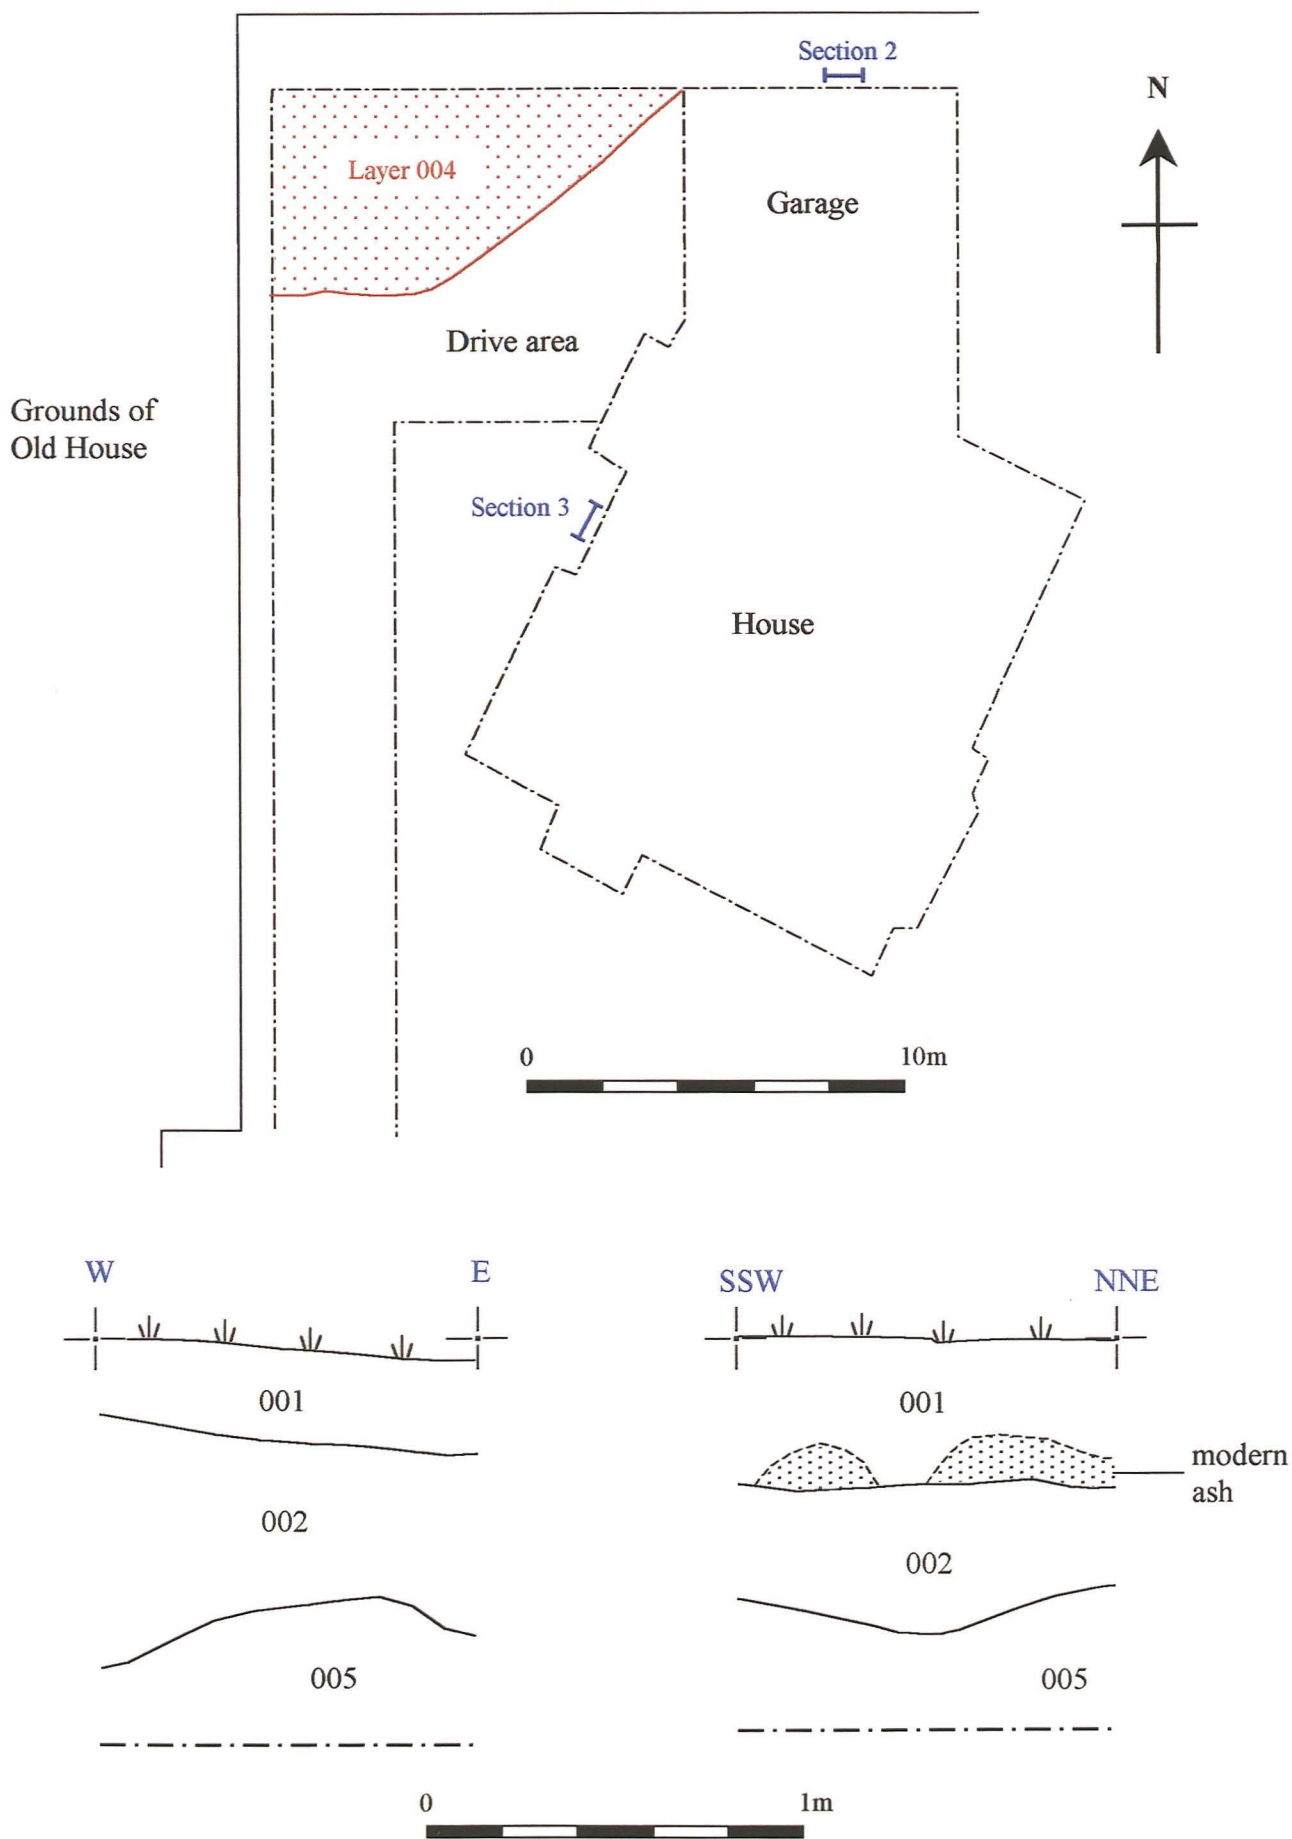 Section 2
N
Layer 004
Garage
Drive area
Grounds of
Old House
Section 3
House
0 10m
W E
001
002
005
SSW NNE
001
modern
ash
002
005
0 1m